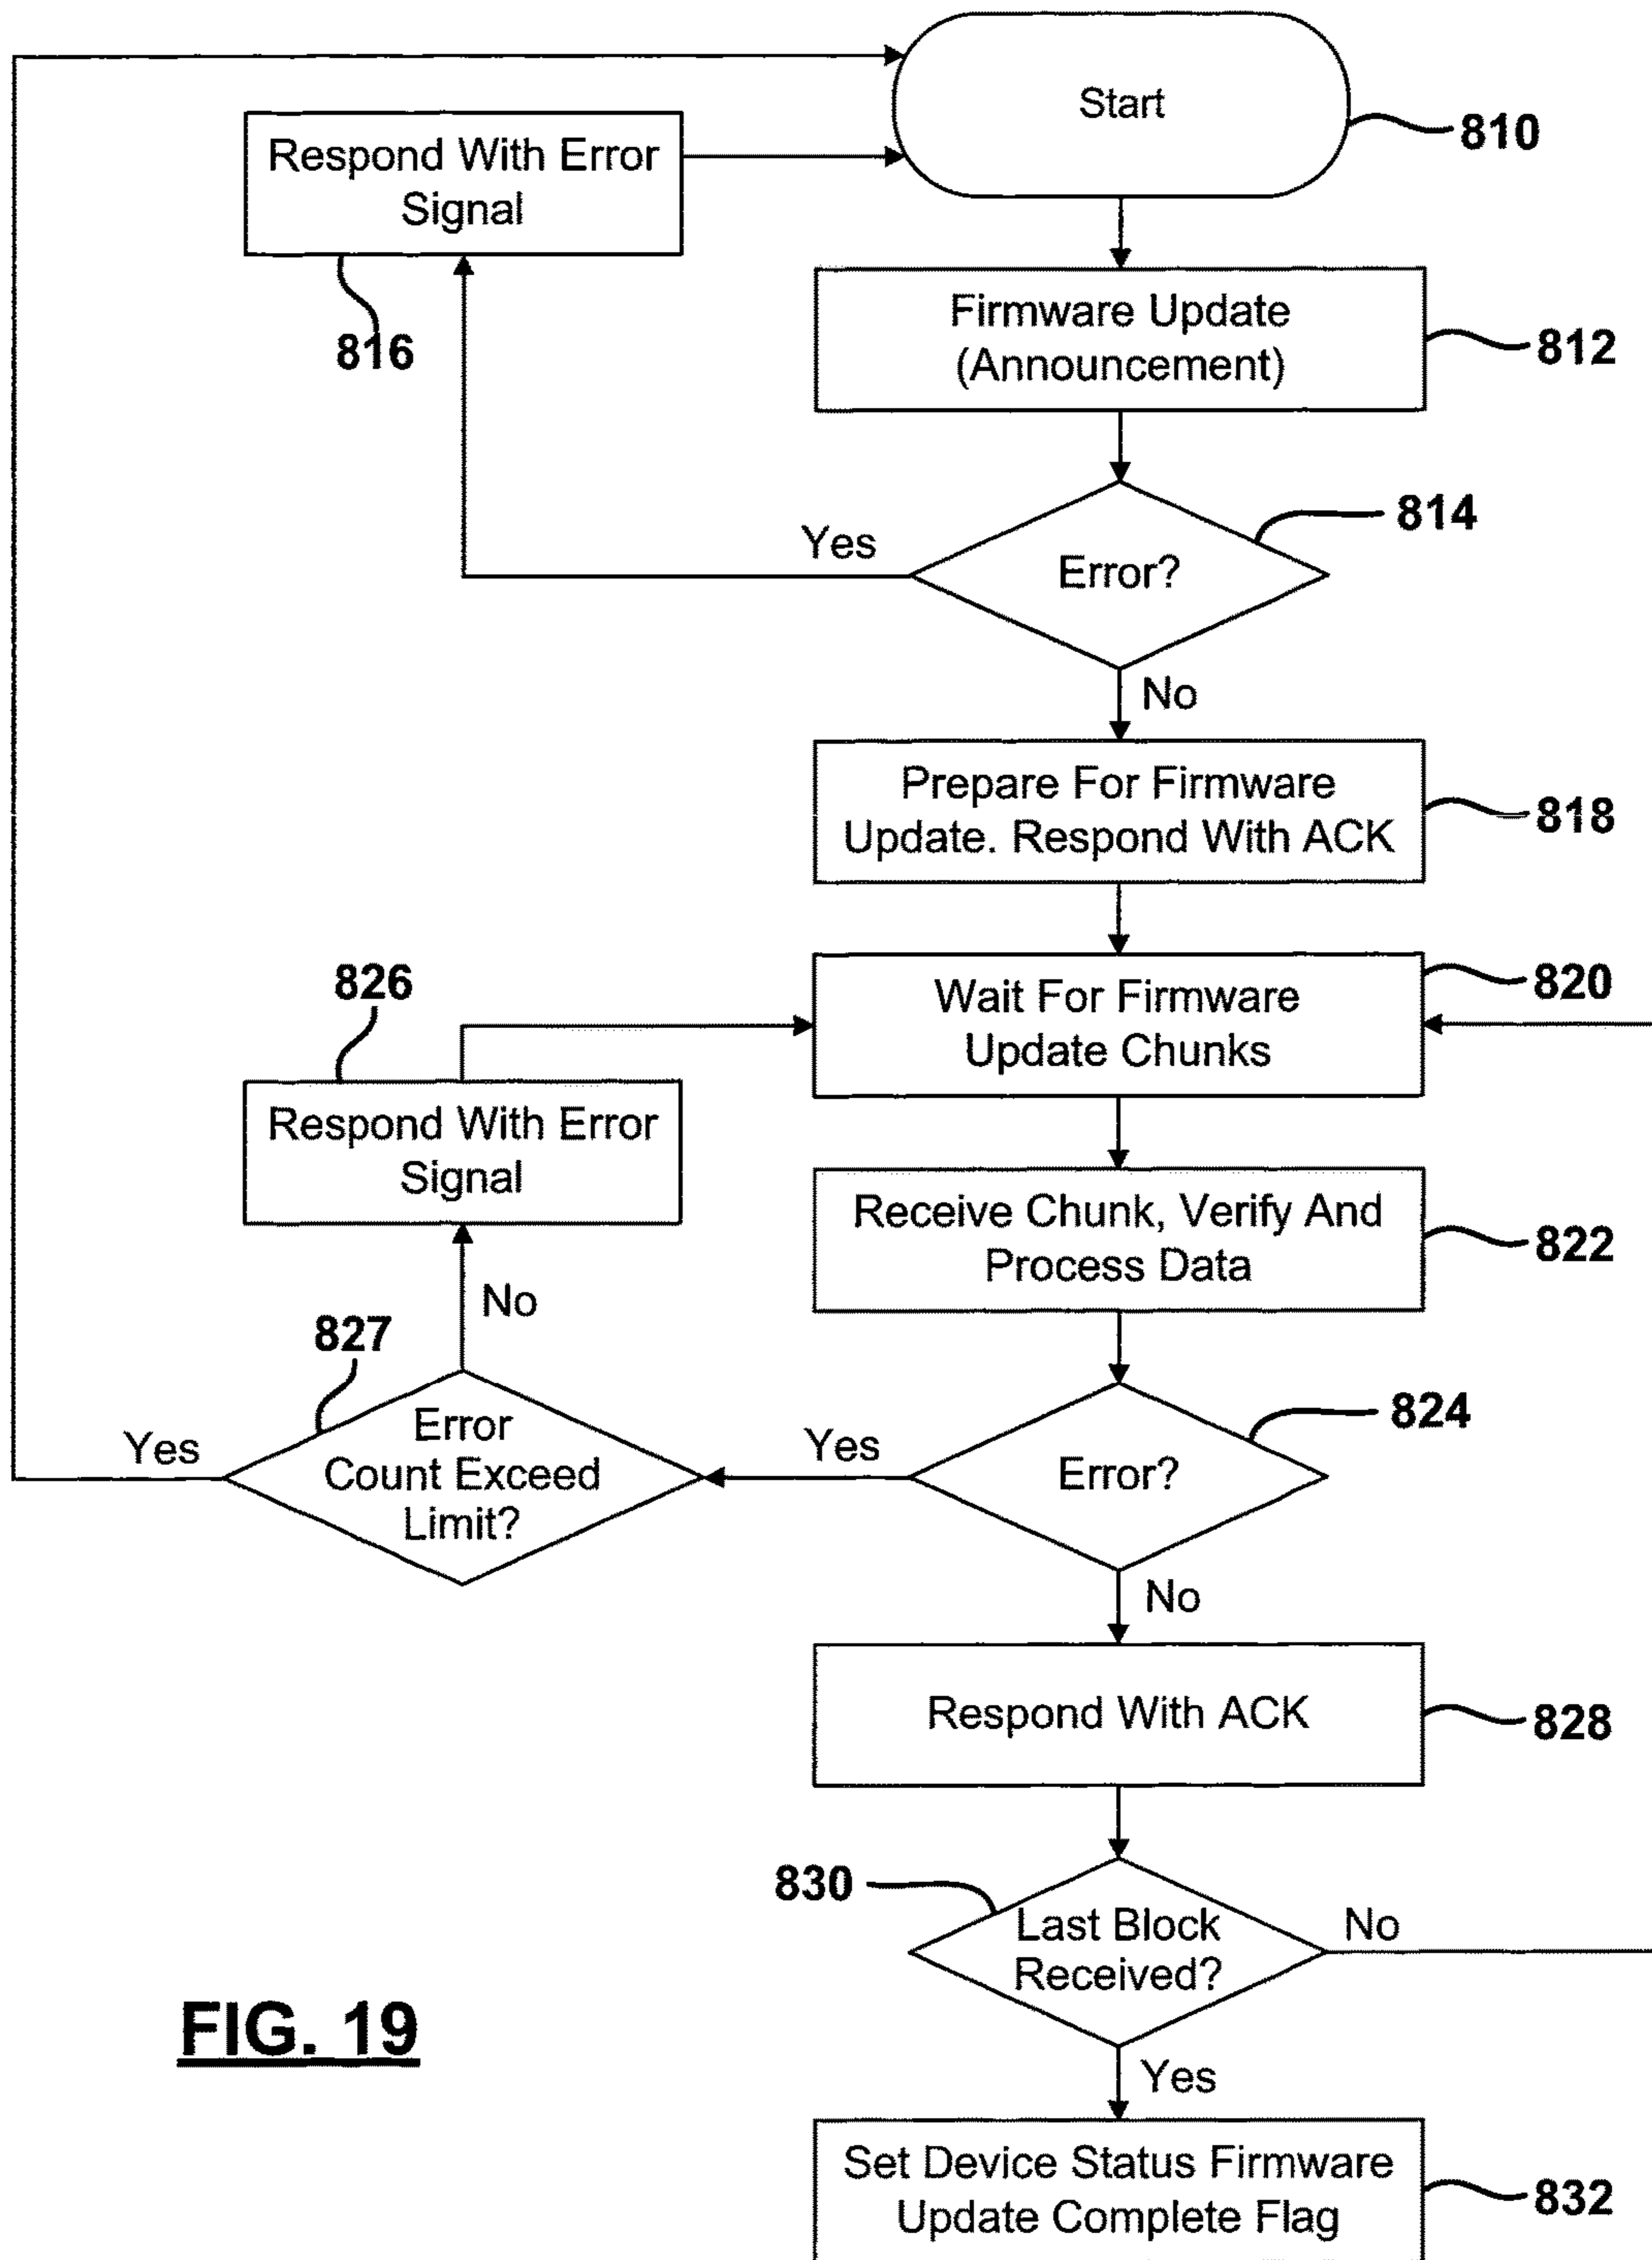 Start
810
Respond With Error
Signal
816
Firmware Update
(Announcement)
812
814
Yes
Error?
No
Prepare For Firmware
Update. Respond With ACK
818
826
Wait For Firmware
Update Chunks
820
Respond With Error
Signal
Receive Chunk, Verify And
Process Data
822
No
827
824
Yes
Error
Count Exceed
Limit?
Yes
Error?
No
Respond With ACK
828
830
Last Block
Received?
No
FIG. 19
Yes
Set Device Status Firmware
Update Complete Flag
832